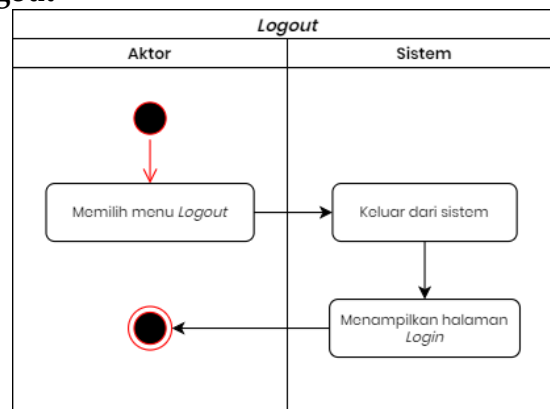 Logout
Aktor
Sistem
Memilih menu Logout
Keluar dari sistem
Menampilkan halaman
Login